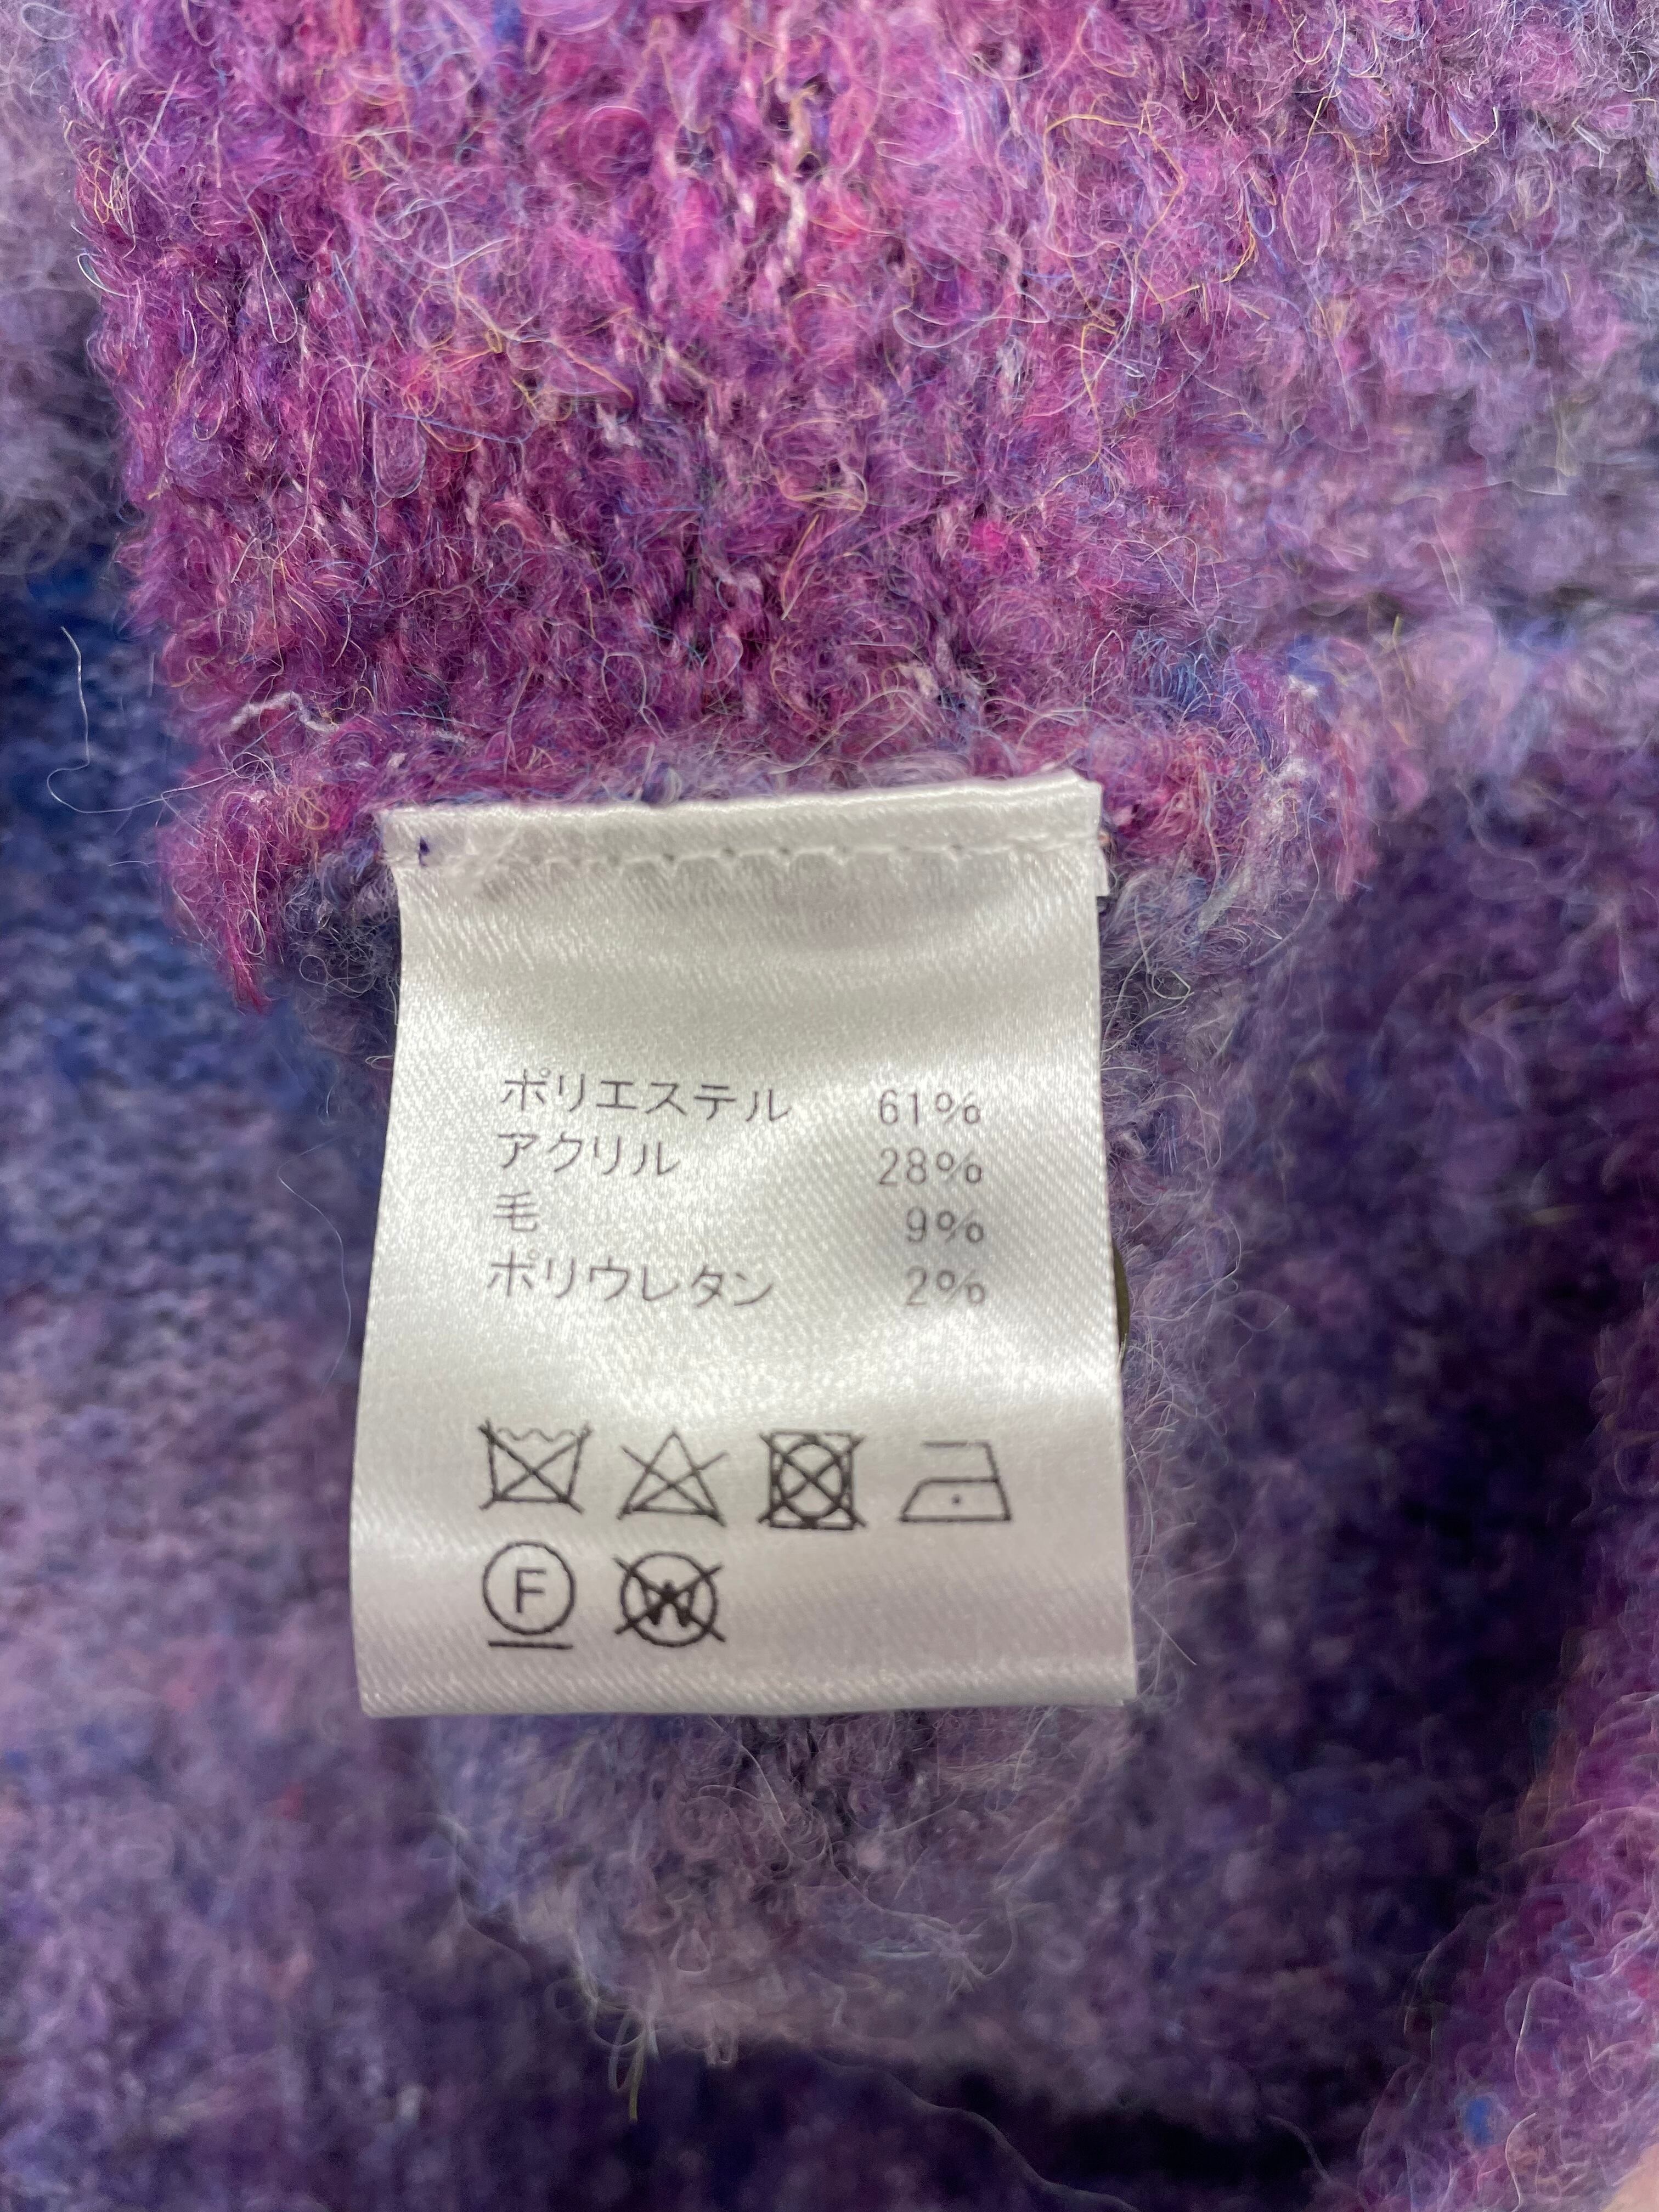 ポリエステル 61%
アクリル 28%
毛 9%
ポリウレタン 2%
F W